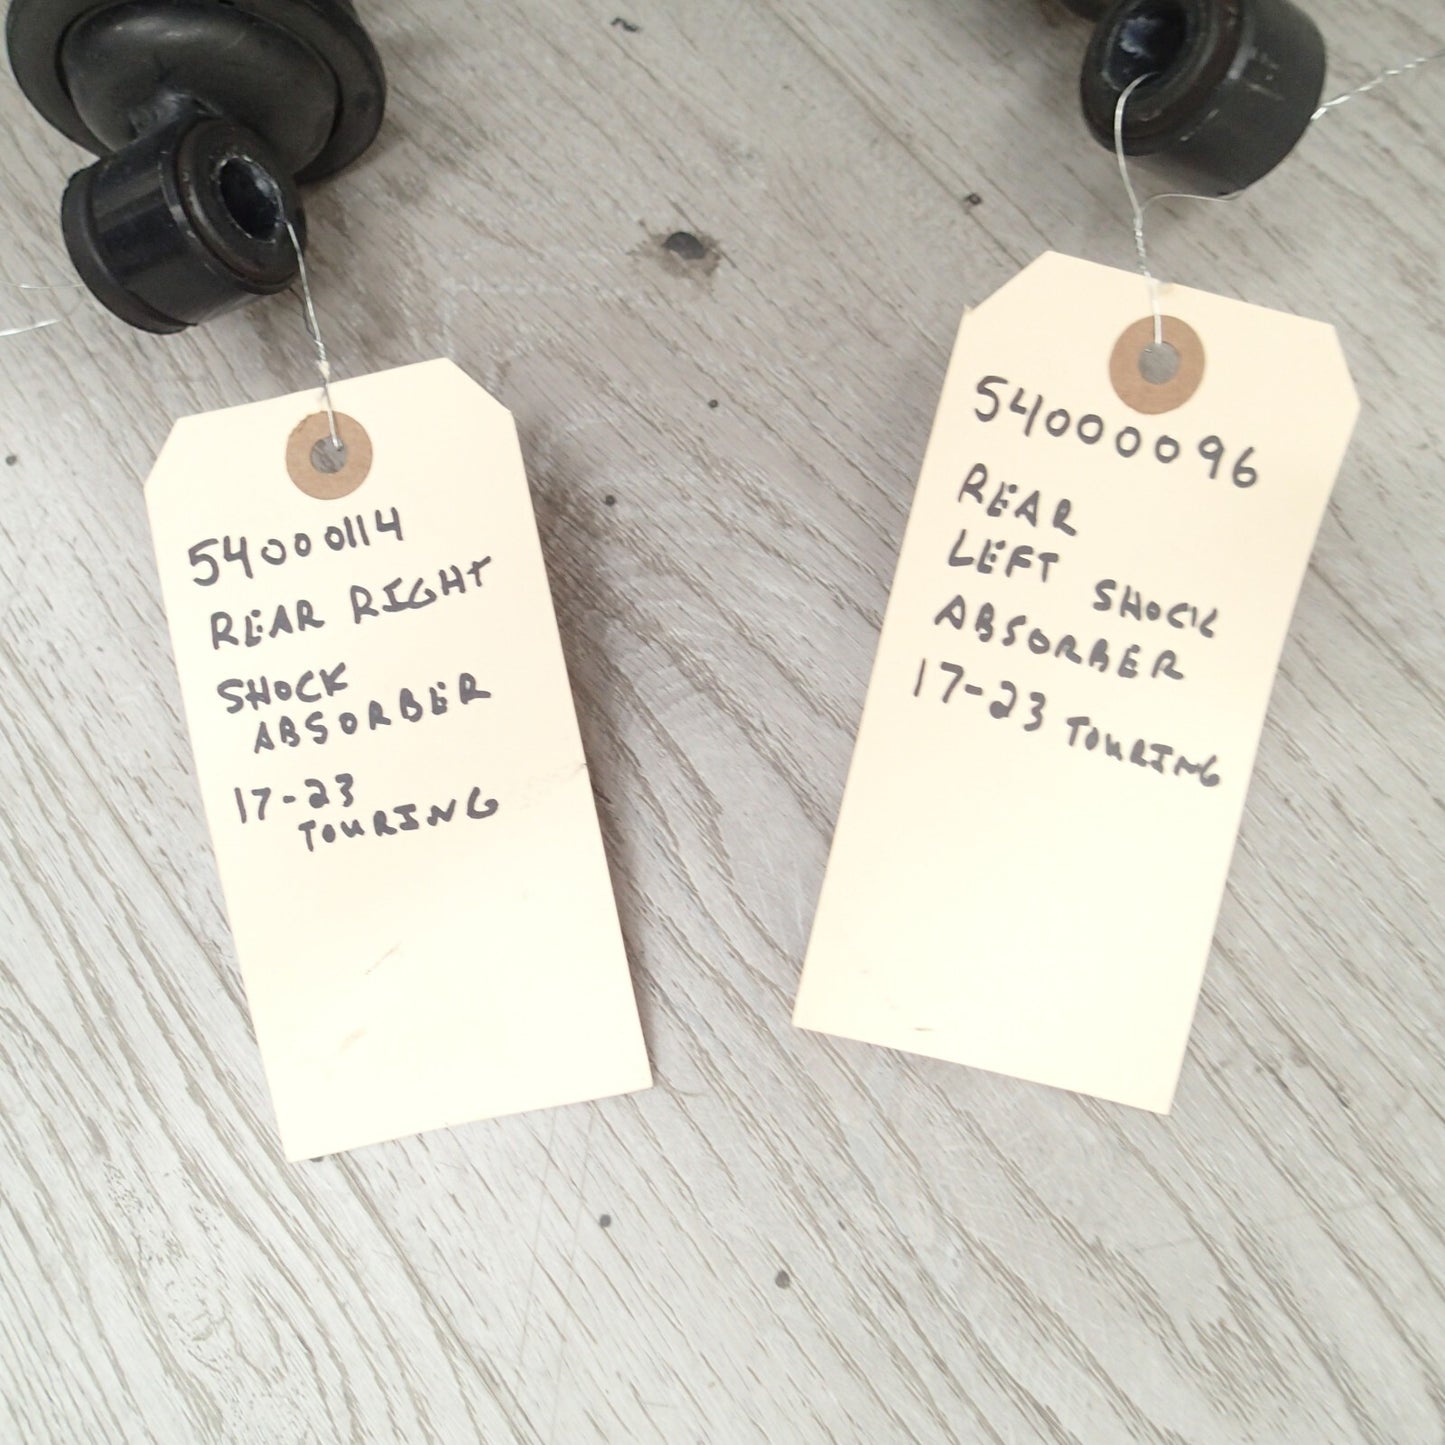 54000114
REAR RIGHT
SHOCK
ABSORBER
17-23
TOURING
54000096
REAR
LEFT SHOCK
ABSORBER
17-23 TOURING